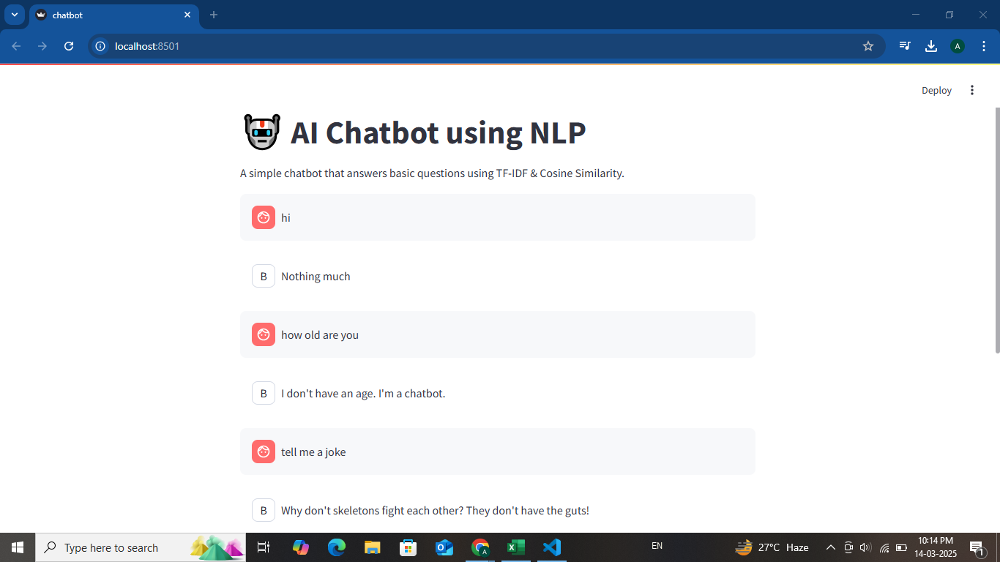 chatbot
localhost:8501
A
Deploy
AI Chatbot using NLP
A simple chatbot that answers basic questions using TF-IDF & Cosine Similarity.
hi
B Nothing much
how old are you
B I don't have an age. I'm a chatbot.
tell me a joke
B Why don't skeletons fight each other? They don't have the guts!
Type here to search
A
EN
27°C Haze
10:14 PM
14-03-2025
1